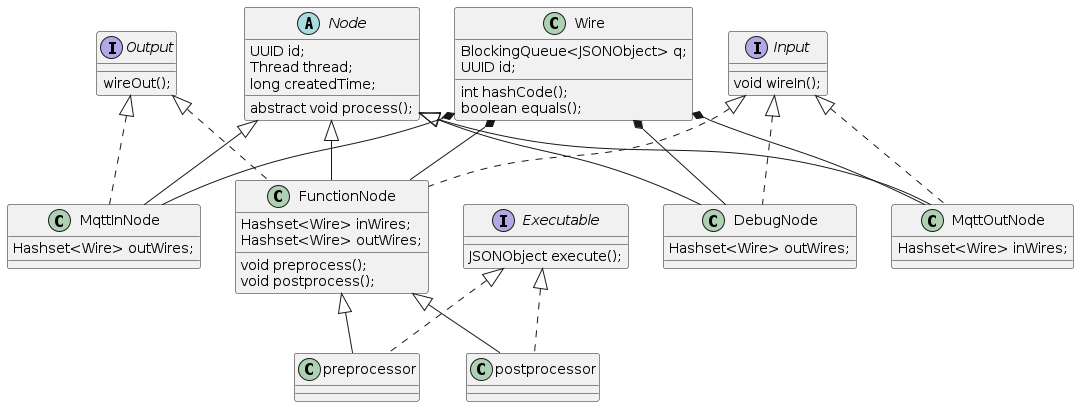 I Output
wireOut();
A Node
UUID id;
Thread thread;
long createdTime;
abstract void process();
C Wire
BlockingQueue<JSONObject> q;
UUID id;
int hashCode();
boolean equals();
I Input
void wireIn();
C MqttInNode
Hashset<Wire> outWires;
C FunctionNode
Hashset<Wire> inWires;
Hashset<Wire> outWires;
void preprocess();
void postprocess();
I Executable
JSONObject execute();
C DebugNode
Hashset<Wire> outWires;
C MqttOutNode
Hashset<Wire> inWires;
C preprocessor
C postprocessor